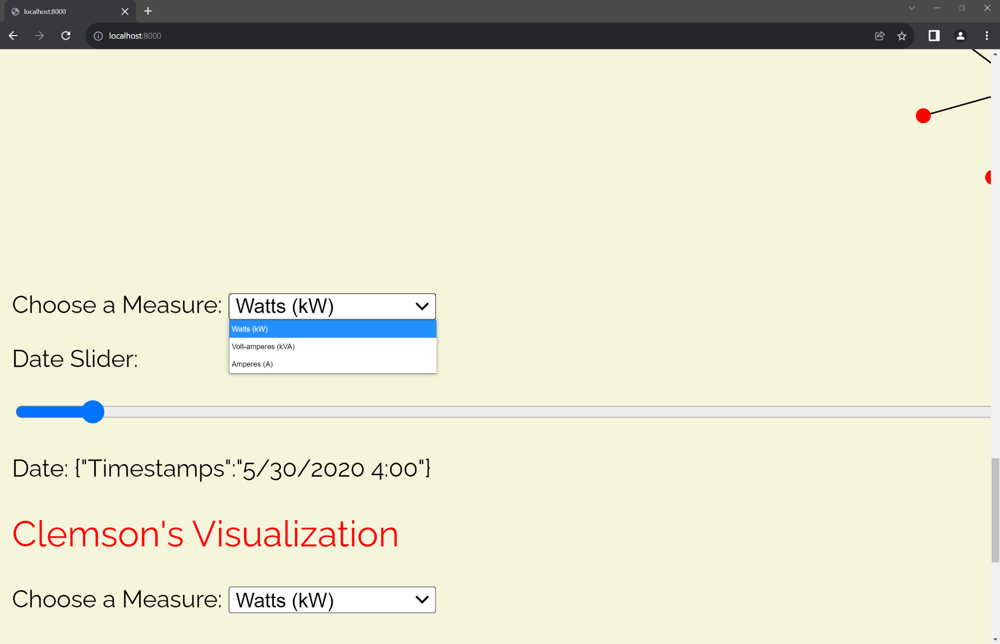 localhost:8000
localhost:8000
Choose a Measure: Watts (kW)
Watts (kW)
Volt-amperes (kVA)
Amperes (A)
Date Slider:
Date: {"Timestamps":"5/30/2020 4:00"}
Clemson's Visualization
Choose a Measure: Watts (kW)